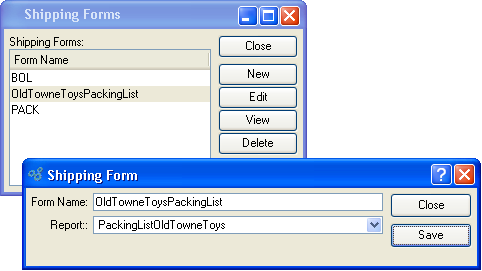 Shipping Forms
Shipping Forms:
Close
Form Name
BOL
New
OldTowneToysPackingList
Edit
PACK
View
Delete
Shipping Form
?
Form Name: OldTowneToysPackingList
Close
Report:: PackingListOldTowneToys
Save